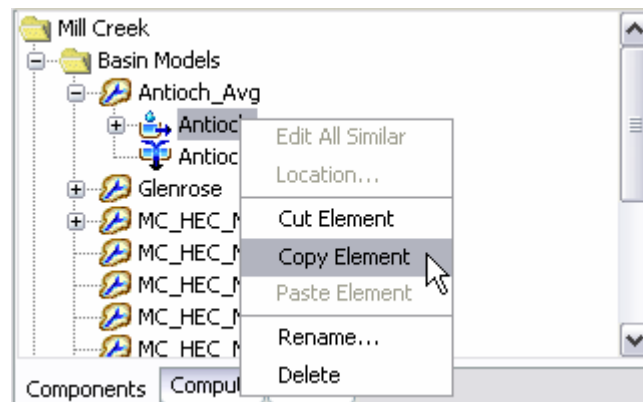 Mill Creek
Basin Models
Antioch_Avg
Glenrose
Edit All Similar
Location...
Cut Element
Copy Element
Paste Element
Rename...
Delete
Components